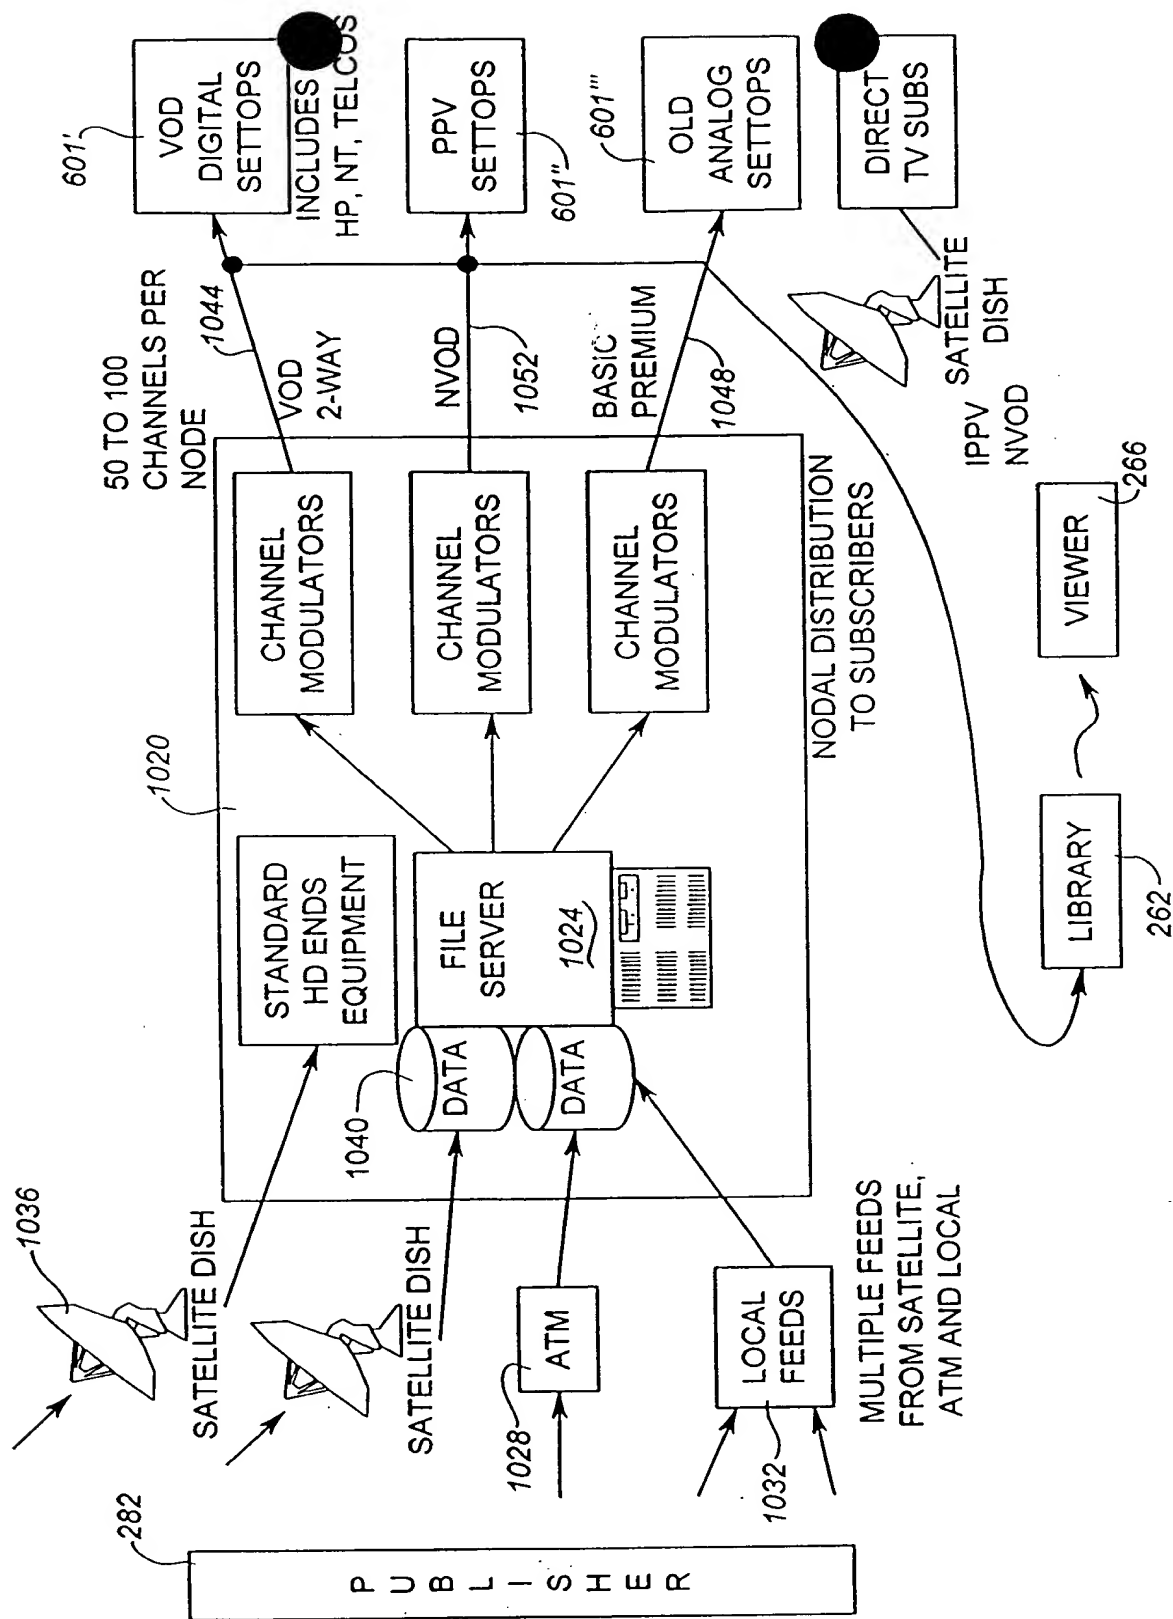 282
PUBLISHER
1036
SATELLITE DISH
SATELLITE DISH
1028
ATM
LOCAL
FEEDS
1032
MULTIPLE FEEDS
FROM SATELLITE,
ATM AND LOCAL
1020
STANDARD
HD ENDS
EQUIPMENT
1040
DATA
DATA
FILE
SERVER
1024
CHANNEL
MODULATORS
CHANNEL
MODULATORS
CHANNEL
MODULATORS
NODAL DISTRIBUTION
TO SUBSCRIBERS
50 TO 100
CHANNELS PER
NODE
1044
VOD
2-WAY
NVOD
1052
BASIC
PREMIUM
1048
601'
VOD
DIGITAL
SETTOPS
INCLUDES
HP, NT, TELCOS
PPV
SETTOPS
601"
601'"
OLD
ANALOG
SETTOPS
DIRECT
TV SUBS
SATELLITE
DISH
IPPV
NVOD
LIBRARY
262
VIEWER
266